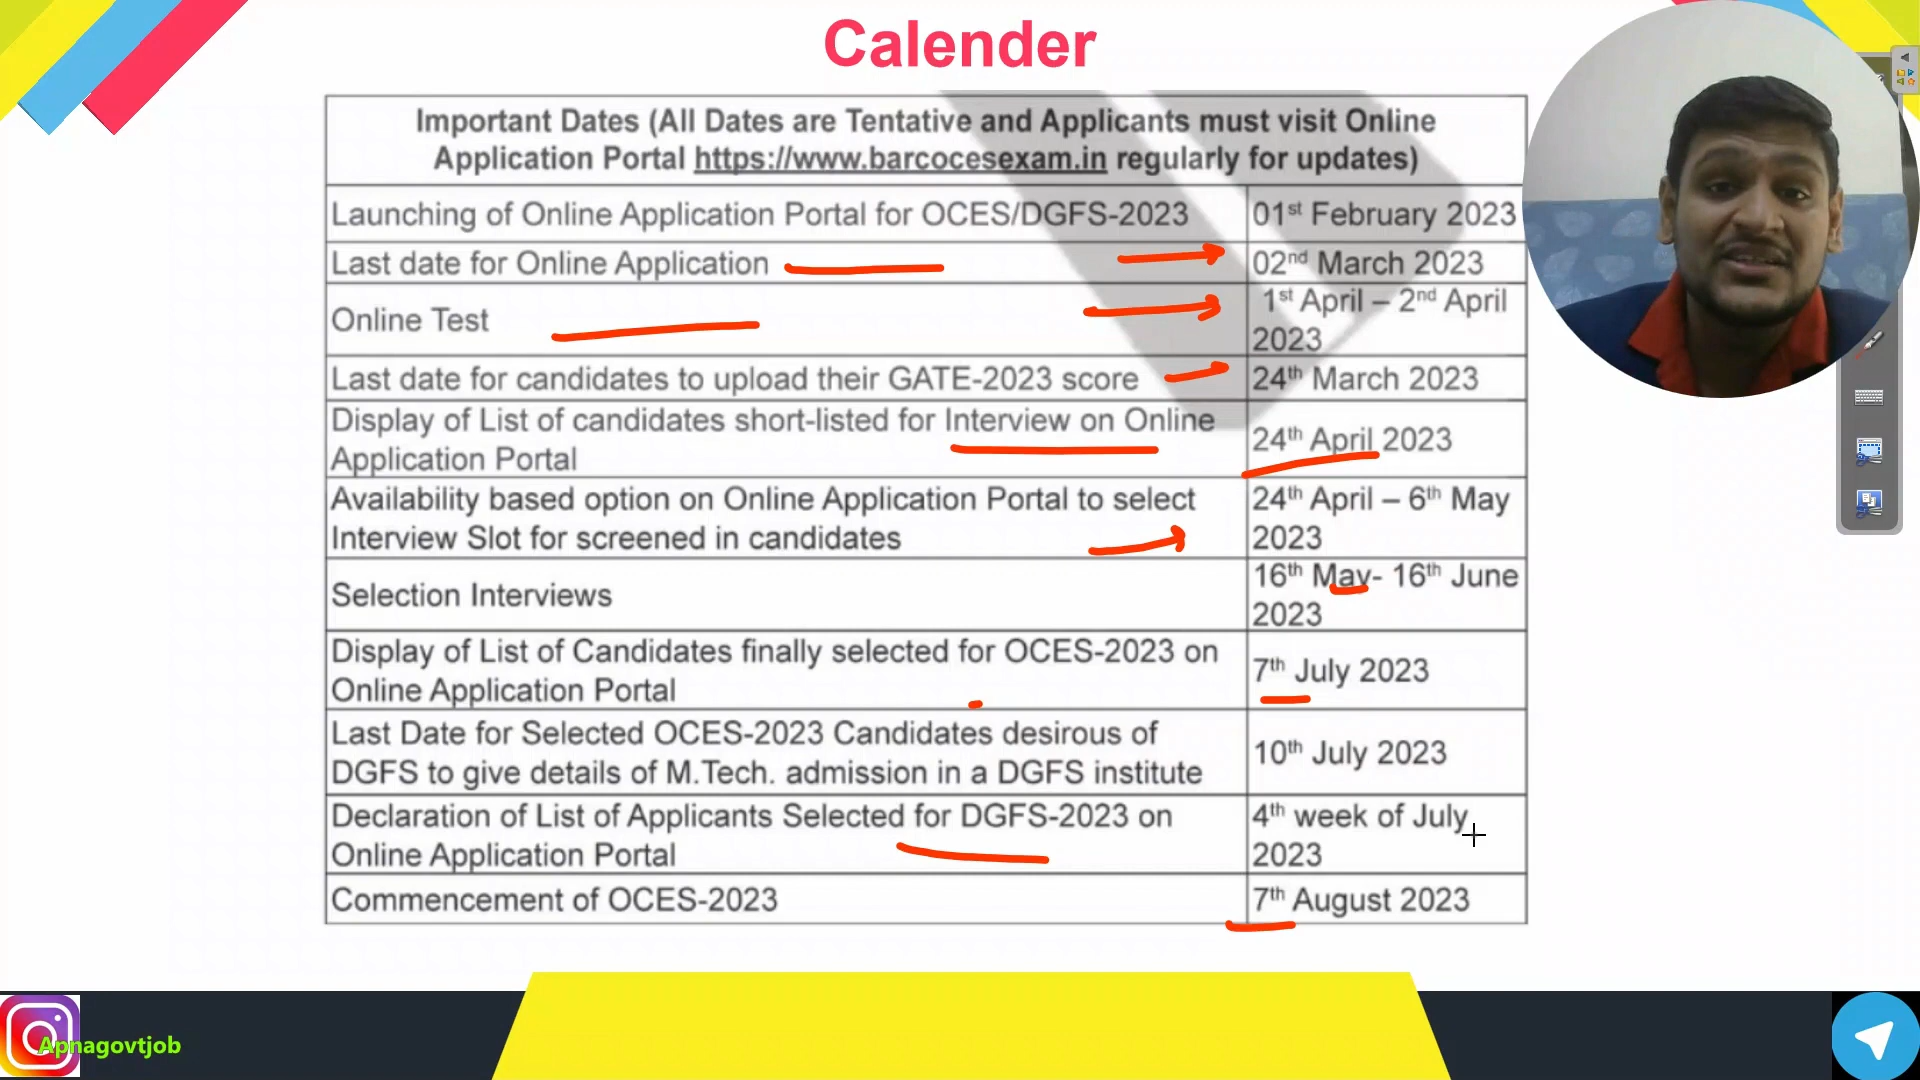 Calender
Important Dates (All Dates are Tentative and Applicants must visit Online
Application Portal https://www.barcocesexam.in regularly for updates)
Launching of Online Application Portal for OCES/DGFS-2023
01st February 2023
Last date for Online Application
02nd March 2023
Online Test
1st April – 2nd April
2023
Last date for candidates to upload their GATE-2023 score
24th March 2023
Display of List of candidates short-listed for Interview on Online
Application Portal
24th April 2023
Availability based option on Online Application Portal to select
Interview Slot for screened in candidates
24th April – 6th May
2023
Selection Interviews
16th May- 16th June
2023
Display of List of Candidates finally selected for OCES-2023 on
Online Application Portal
7th July 2023
Last Date for Selected OCES-2023 Candidates desirous of
DGFS to give details of M.Tech. admission in a DGFS institute
10th July 2023
Declaration of List of Applicants Selected for DGFS-2023 on
Online Application Portal
4th week of July
2023
Commencement of OCES-2023
7th August 2023
Apnagovtjob